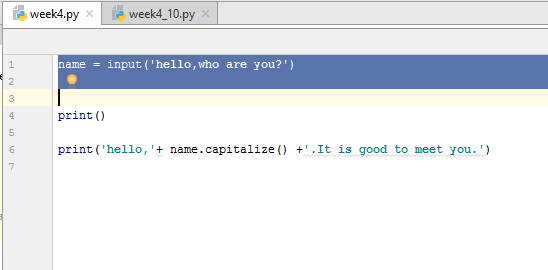 week4.py week4_10.py
1 name = input('hello,who are you?')
2
3
4 print()
5
6 print('hello,'+ name.capitalize() +'.It is good to meet you.')
7